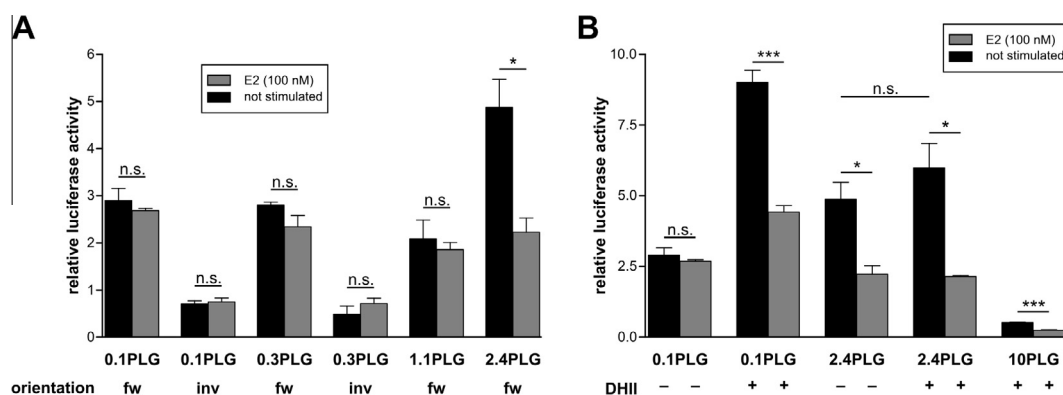 A
relative luciferase activity
6
5
4
3
2
1
0
E2 (100 nM)
not stimulated
n.s.
n.s.
n.s.
n.s.
n.s.
*
0.1PLG 0.1PLG 0.3PLG 0.3PLG 1.1PLG 2.4PLG
orientation fw inv fw inv fw fw
B
relative luciferase activity
10.0
7.5
5.0
2.5
0.0
E2 (100 nM)
not stimulated
n.s.
***
*
n.s.
*
***
0.1PLG 0.1PLG 2.4PLG 2.4PLG 10PLG
DHII – – + + – – + + + +